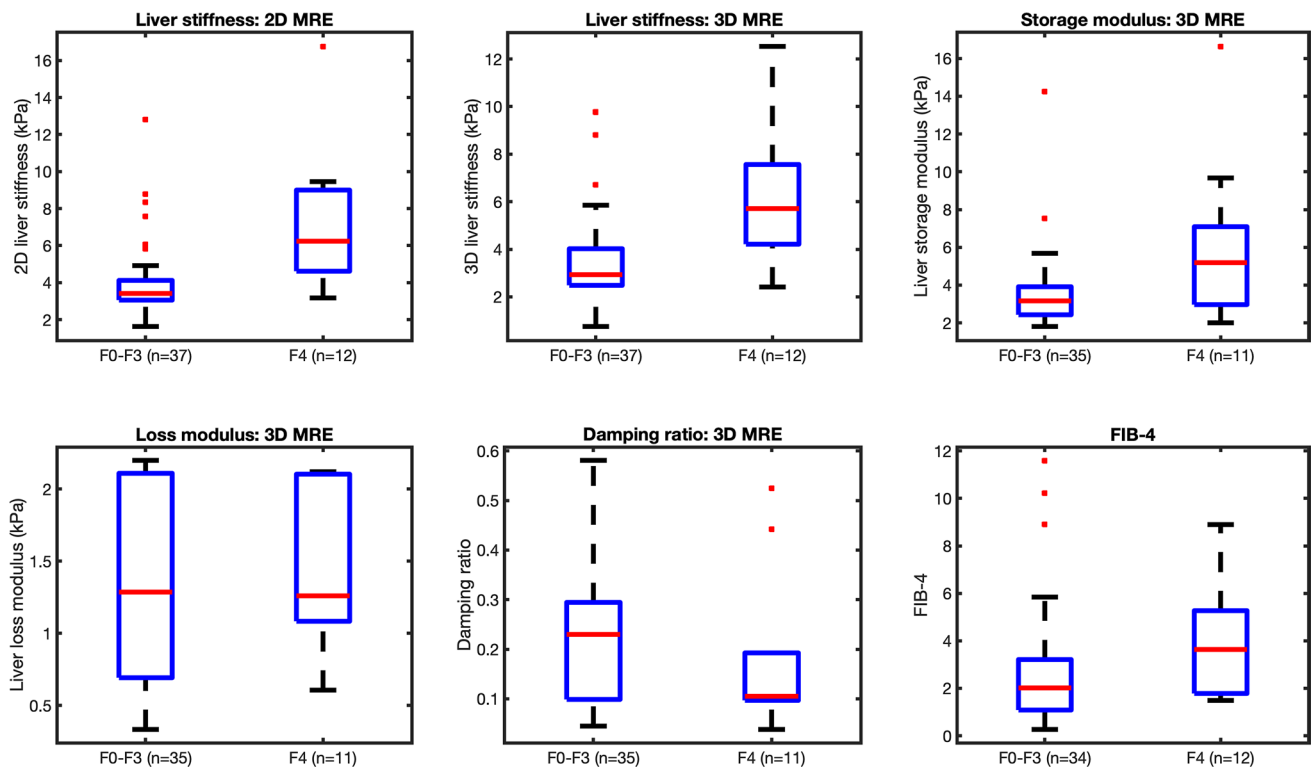 Liver stiffness: 2D MRE
2D liver stiffness (kPa)
16
14
12
10
8
6
4
2
F0-F3 (n=37)
F4 (n=12)
Liver stiffness: 3D MRE
3D liver stiffness (kPa)
12
10
8
6
4
2
F0-F3 (n=37)
F4 (n=12)
Storage modulus: 3D MRE
Liver storage modulus (kPa)
16
14
12
10
8
6
4
2
F0-F3 (n=35)
F4 (n=11)
Loss modulus: 3D MRE
Liver loss modulus (kPa)
2
1.5
1
0.5
F0-F3 (n=35)
F4 (n=11)
Damping ratio: 3D MRE
Damping ratio
0.6
0.5
0.4
0.3
0.2
0.1
F0-F3 (n=35)
F4 (n=11)
FIB-4
FIB-4
12
10
8
6
4
2
0
F0-F3 (n=34)
F4 (n=12)